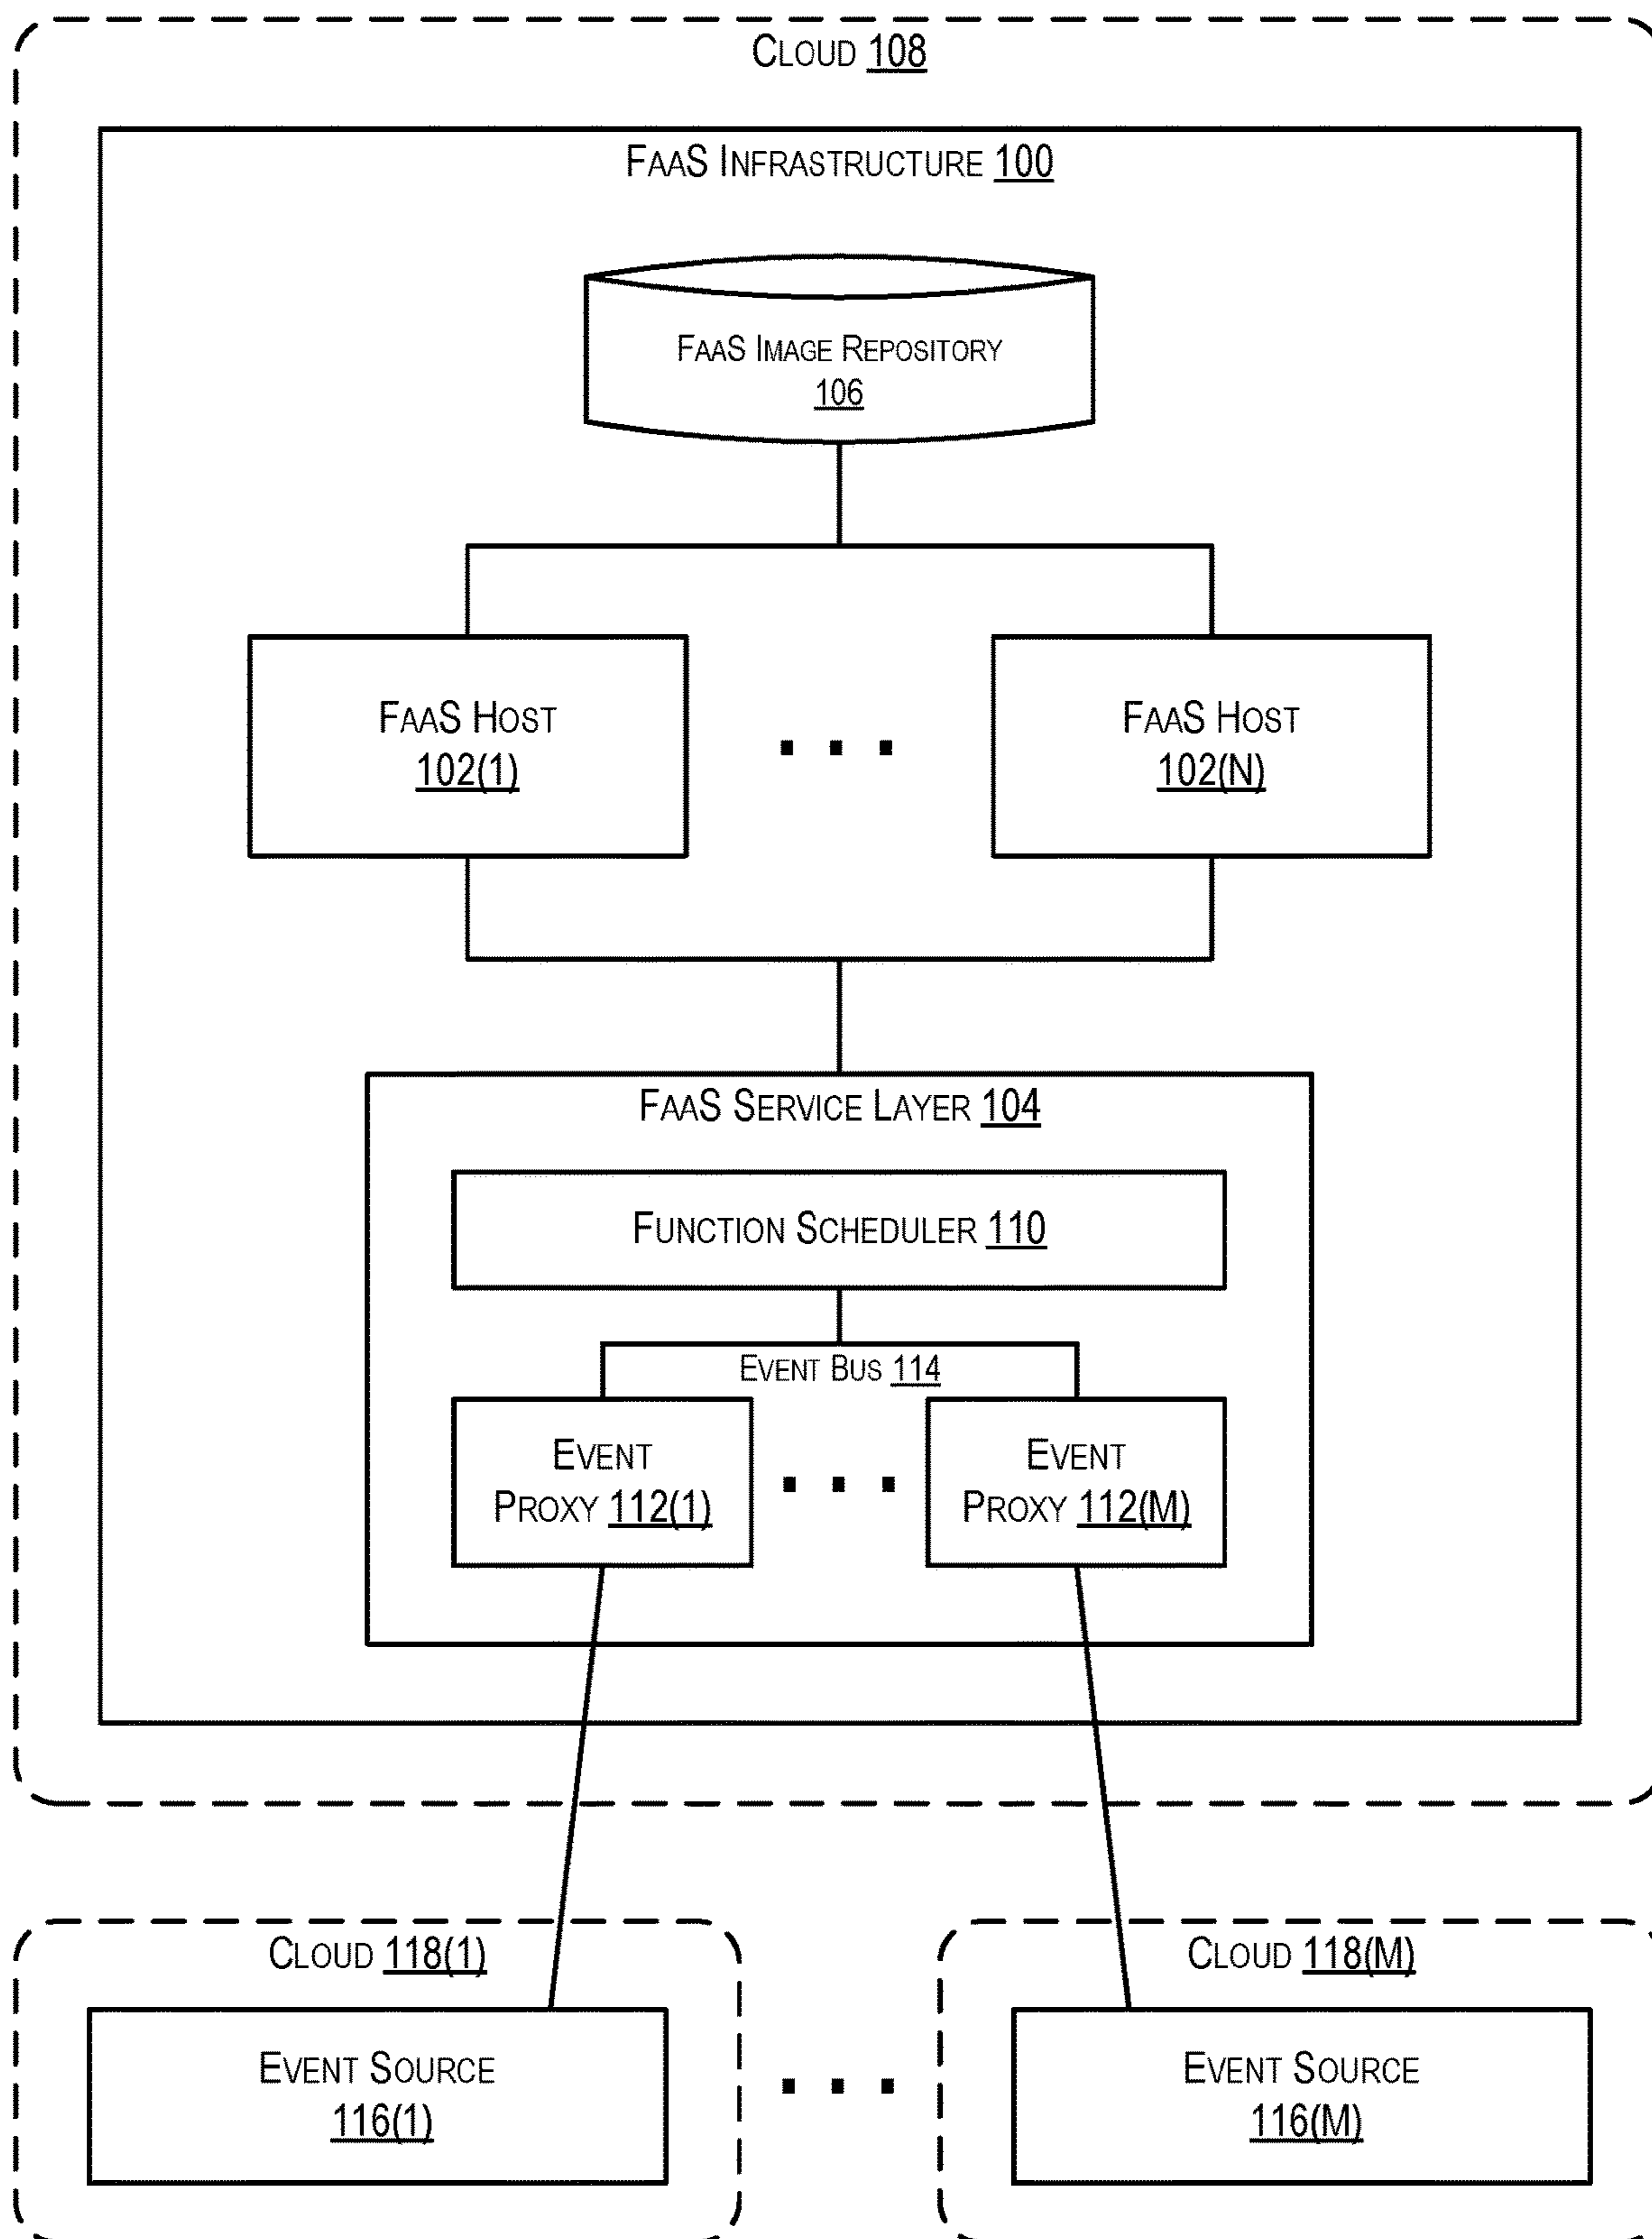 CLOUD 108
FAAS INFRASTRUCTURE 100
FAAS IMAGE REPOSITORY
106
FAAS HOST
102(1)
FAAS HOST
102(N)
FAAS SERVICE LAYER 104
FUNCTION SCHEDULER 110
EVENT BUS 114
EVENT
PROXY 112(1)
EVENT
PROXY 112(M)
CLOUD 118(1)
EVENT SOURCE
116(1)
CLOUD 118(M)
EVENT SOURCE
116(M)